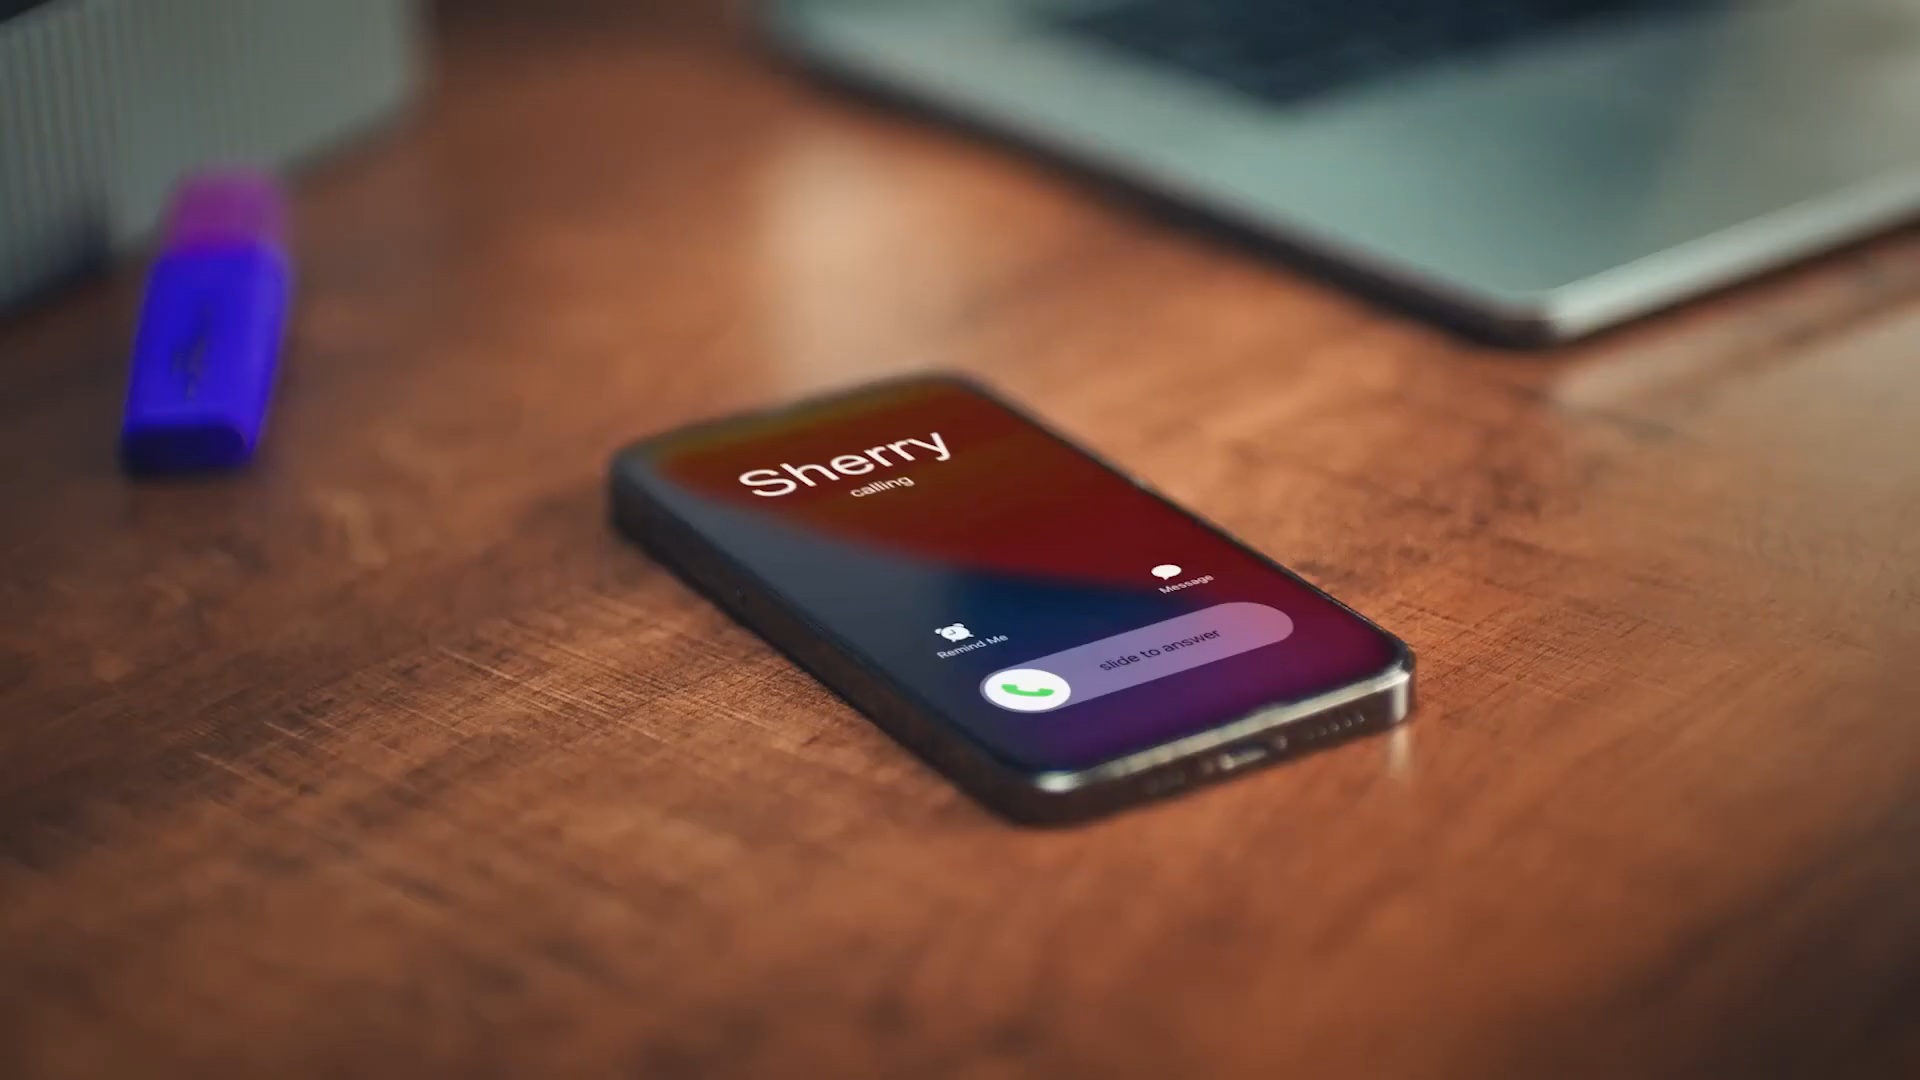 Sherry
calling
Message
Remind Me
slide to answer